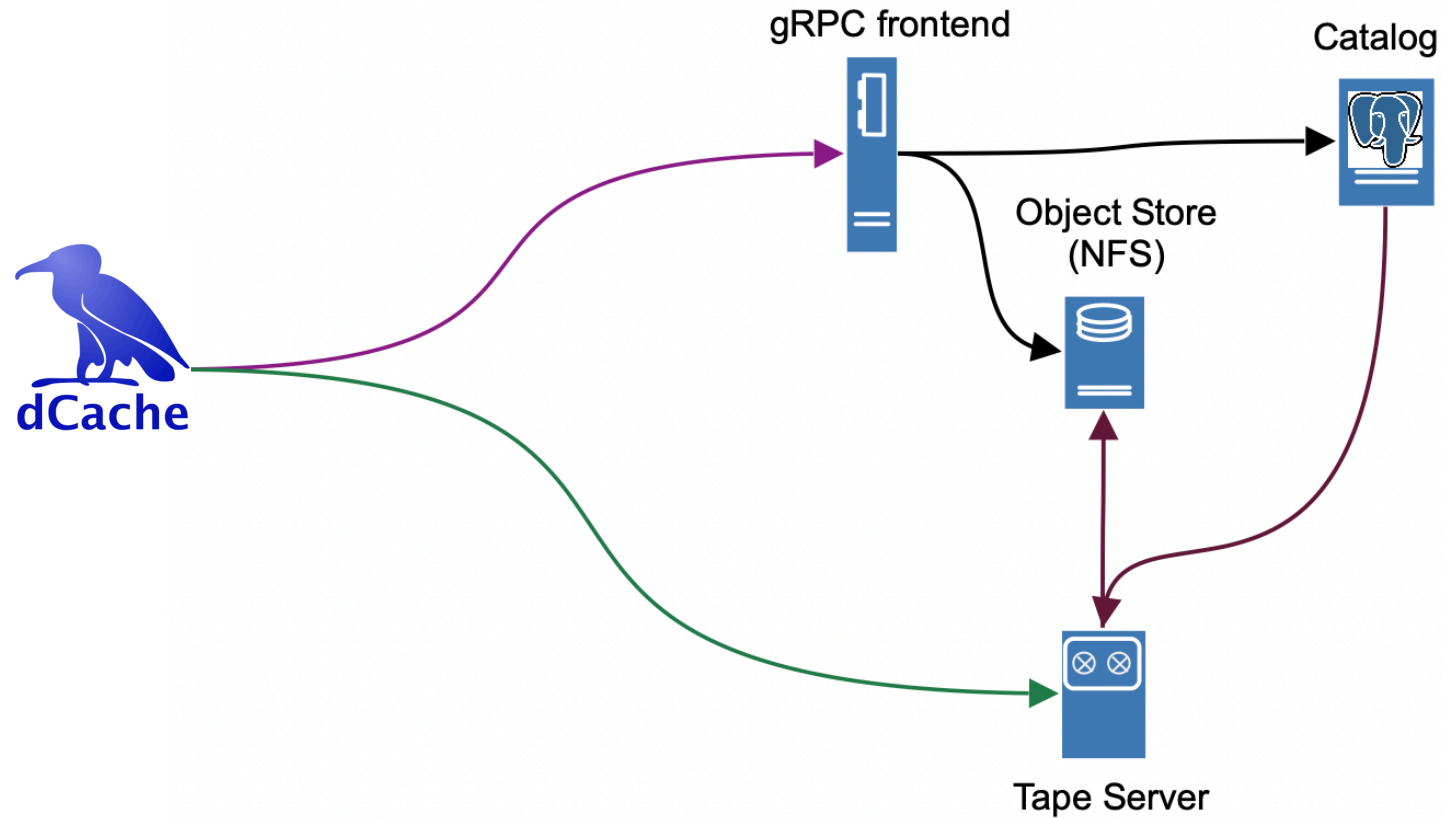 gRPC frontend
Catalog
Object Store
(NFS)
dCache
Tape Server